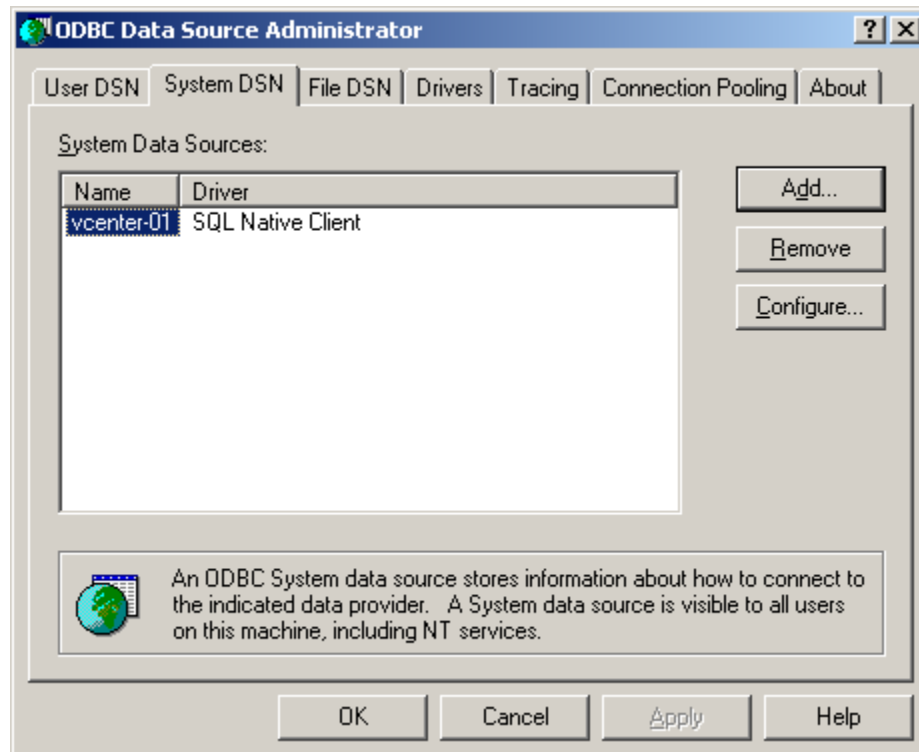 ODBC Data Source Administrator
User DSN System DSN File DSN Drivers Tracing Connection Pooling About
System Data Sources:
Name Driver
vcenter-01 SQL Native Client
Add...
Remove
Configure...
An ODBC System data source stores information about how to connect to
the indicated data provider. A System data source is visible to all users
on this machine, including NT services.
OK Cancel Apply Help